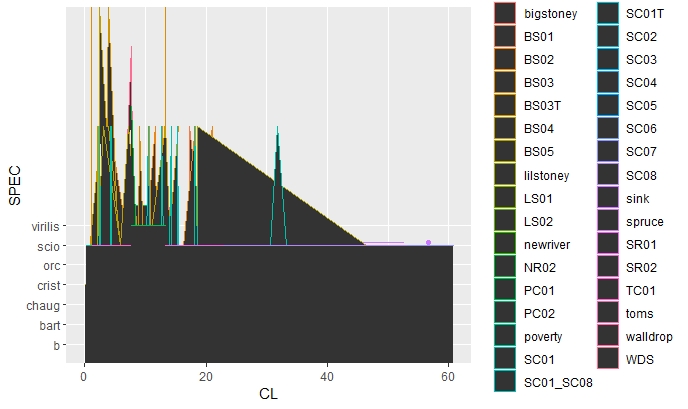 SPEC
virilis
scio
orc
crist
chaug
bart
b
0
20
40
60
CL
bigstoney
BS01
BS02
BS03
BS03T
BS04
BS05
lilstoney
LS01
LS02
newriver
NR02
PC01
PC02
poverty
SC01
SC01_SC08
SC01T
SC02
SC03
SC04
SC05
SC06
SC07
SC08
sink
spruce
SR01
SR02
TC01
toms
walldrop
WDS